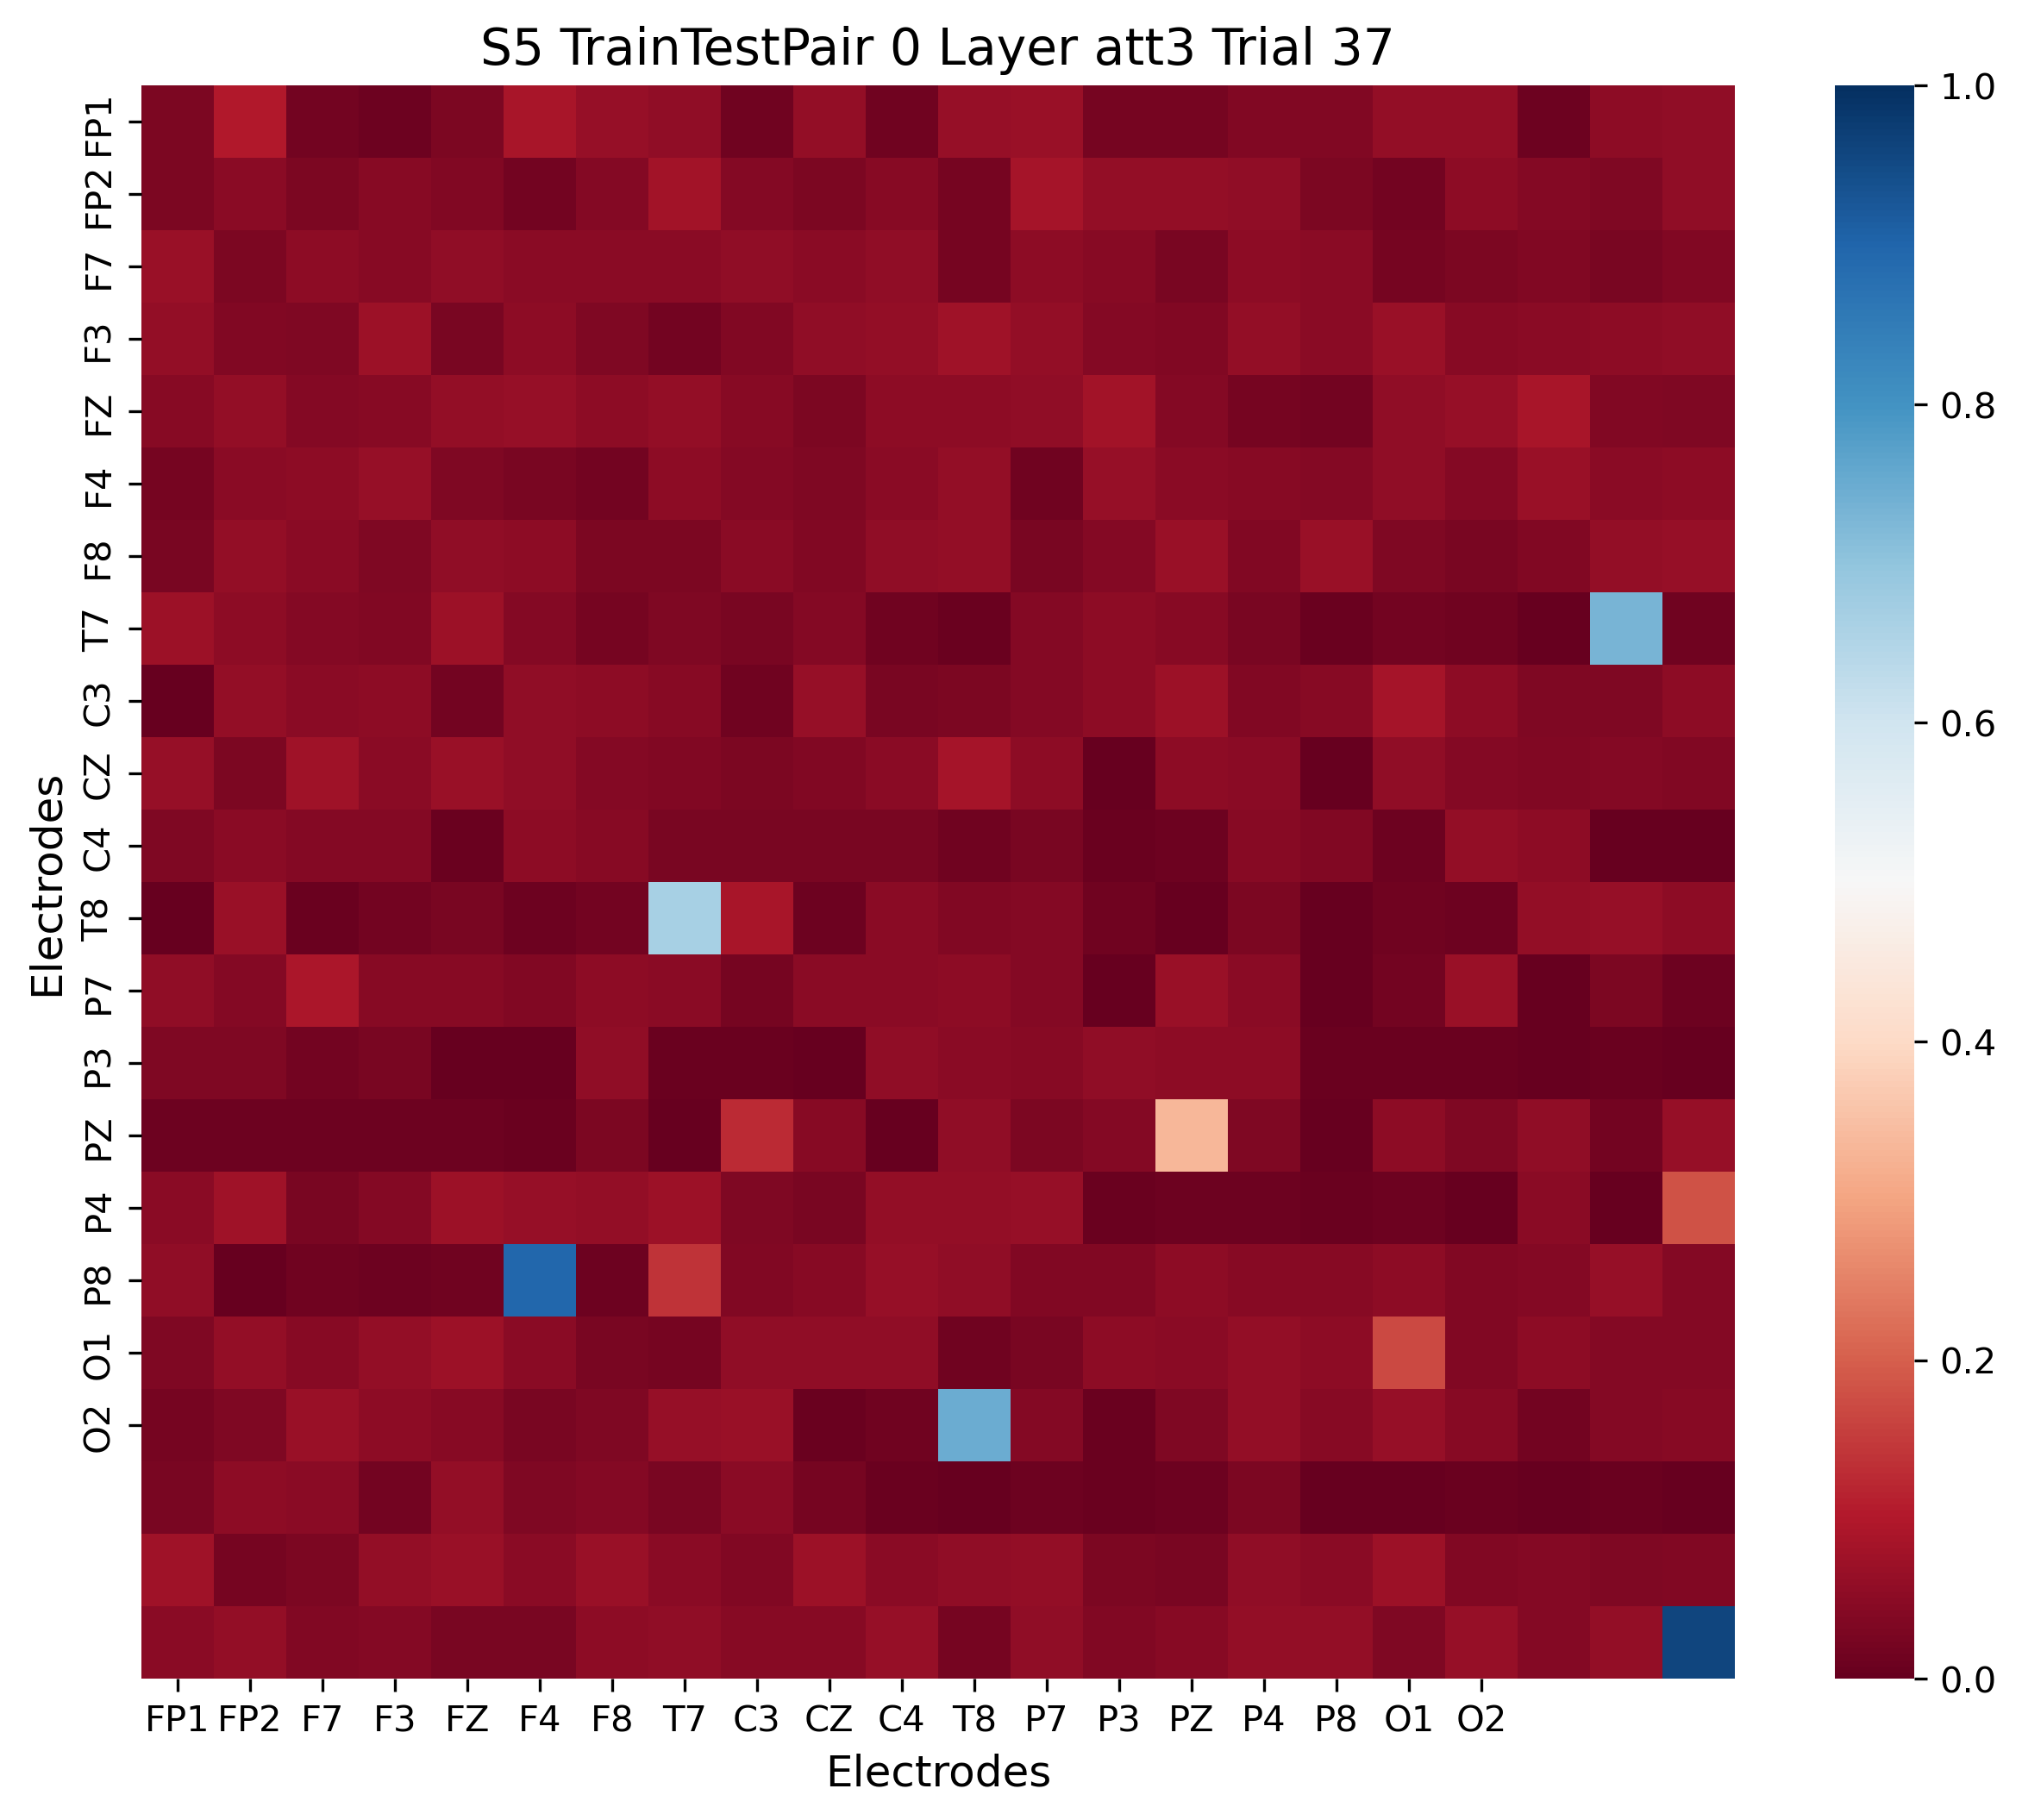 S5 TrainTestPair 0 Layer att3 Trial 37
Electrodes
FP1
FP2
F7
F3
FZ
F4
F8
T7
C3
CZ
C4
T8
P7
P3
PZ
P4
P8
O1
O2
FP1 FP2 F7 F3 FZ F4 F8 T7 C3 CZ C4 T8 P7 P3 PZ P4 P8 O1 O2
Electrodes
1.0
0.8
0.6
0.4
0.2
0.0